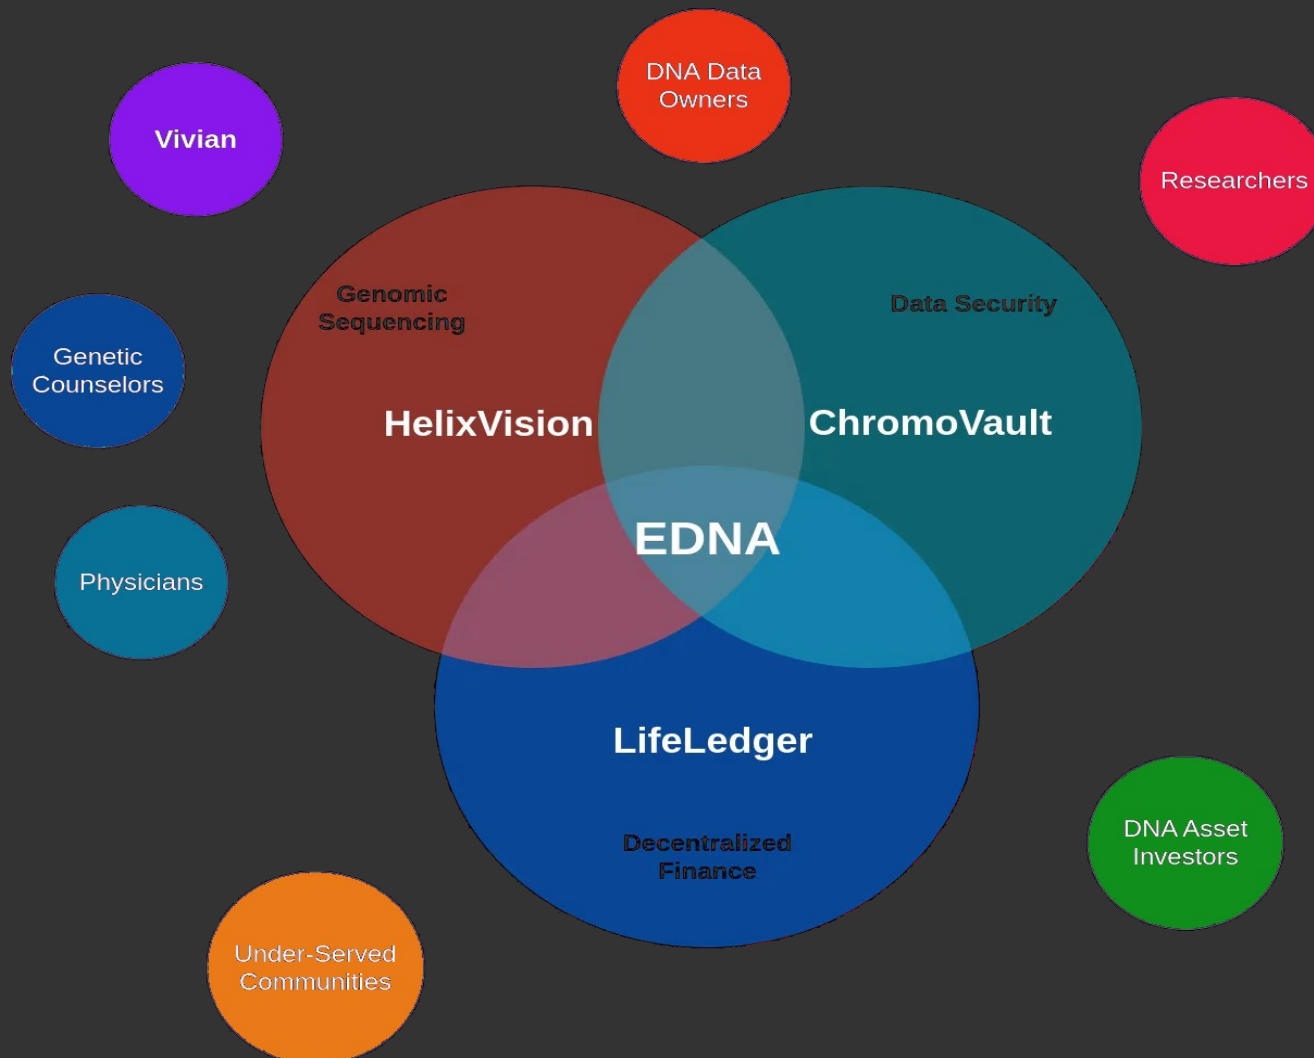 DNA Data
Owners
Vivian
Researchers
Genomic
Sequencing
Data Security
Genetic
Counselors
HelixVision
ChromoVault
EDNA
Physicians
LifeLedger
Decentralized
Finance
DNA Asset
Investors
Under-Served
Communities